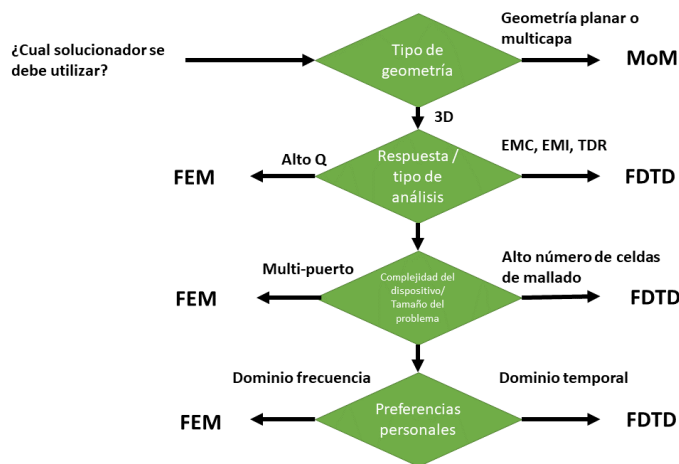 ¿Cual solucionador se
debe utilizar?
Tipo de
geometría
Geometría planar o
multicapa
MoM
3D
Alto Q
FEM
Respuesta /
tipo de
análisis
EMC, EMI, TDR
FDTD
Multi-puerto
FEM
Complejidad del
dispositivo/
Tamaño del
problema
Alto número de celdas
de mallado
FDTD
Dominio frecuencia
FEM
Preferencias
personales
Dominio temporal
FDTD